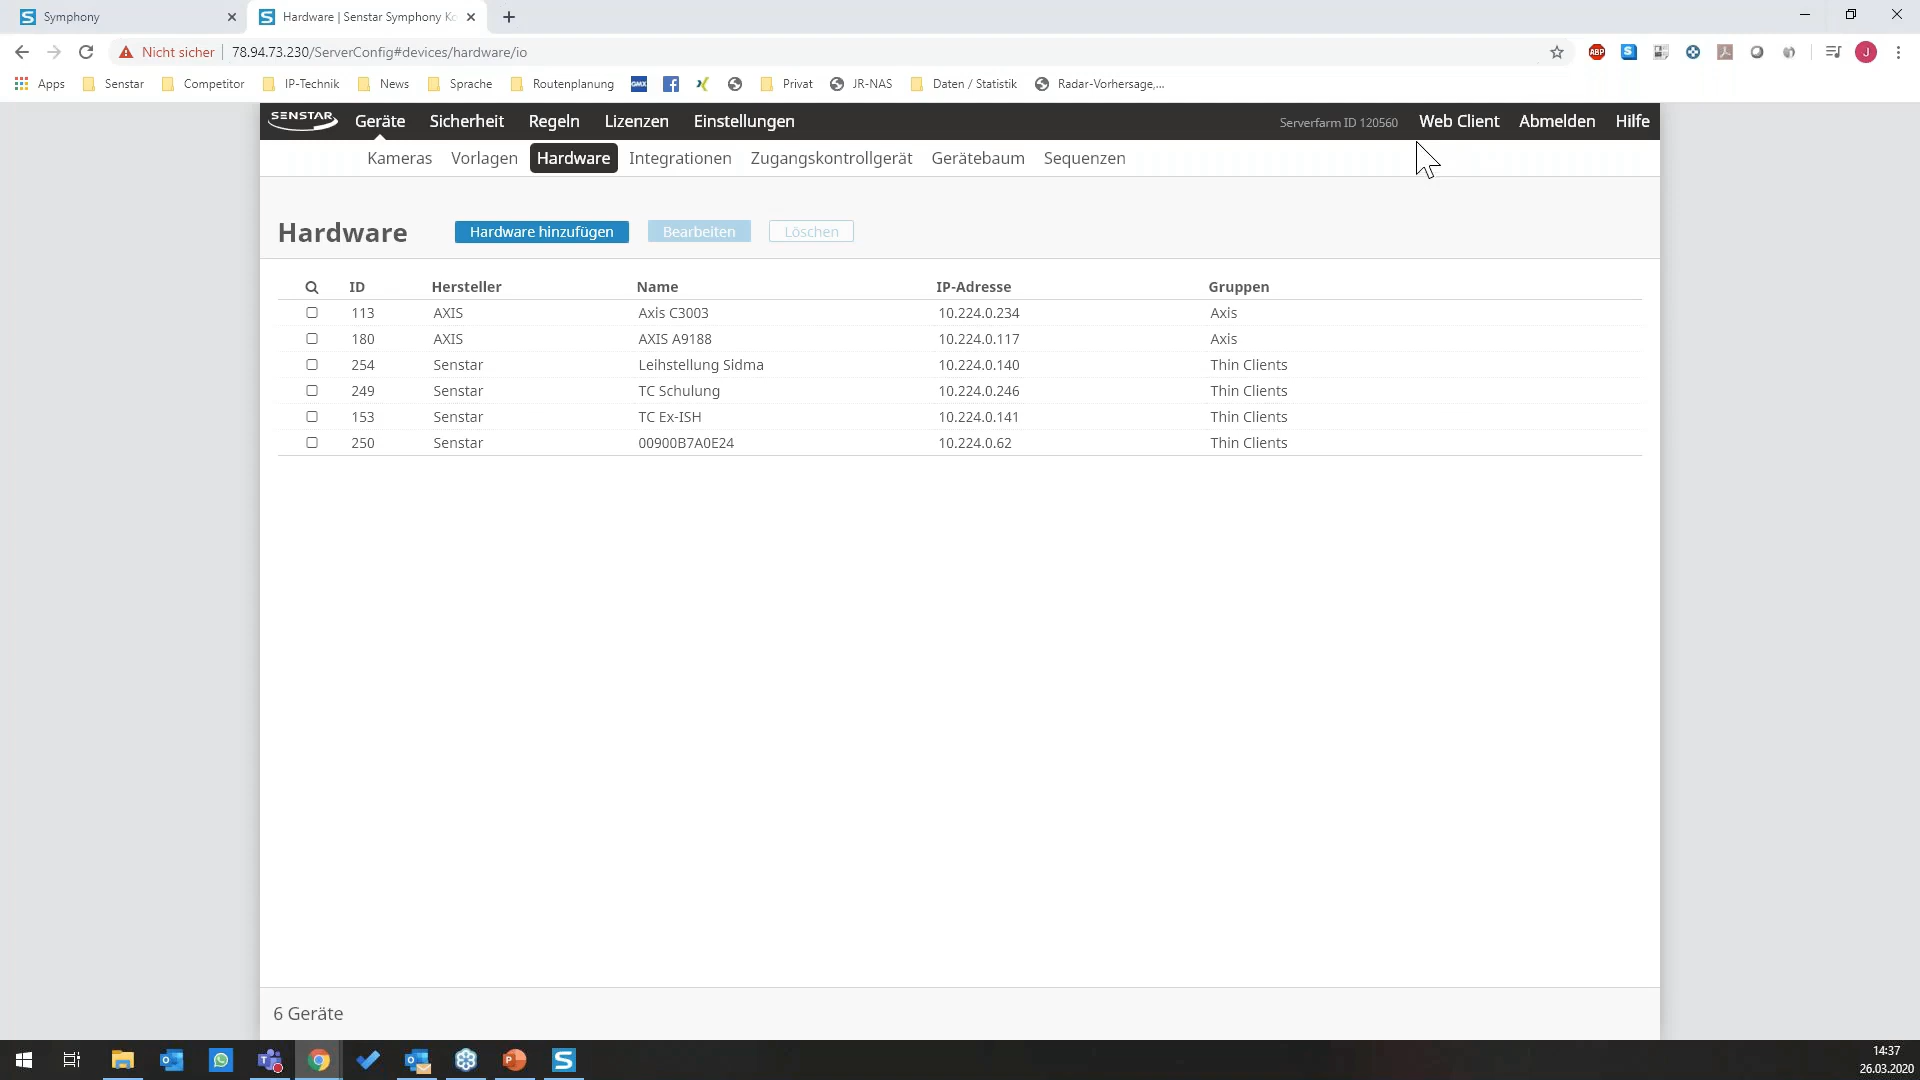 Symphony
Hardware | Senstar Symphony Ko
Nicht sicher 78.94.73.230/ServerConfig#devices/hardware/io
ABP S J
Apps Senstar Competitor IP-Technik News Sprache Routenplanung GMX Privat JR-NAS Daten / Statistik Radar-Vorhersage,...
SENSTAR Geräte Sicherheit Regeln Lizenzen Einstellungen Serverfarm ID 120560 Web Client Abmelden Hilfe
Kameras Vorlagen Hardware Integrationen Zugangskontrollgerät Gerätebaum Sequenzen
Hardware Hardware hinzufügen Bearbeiten Löschen
ID Hersteller Name IP-Adresse Gruppen
113 AXIS Axis C3003 10.224.0.234 Axis
180 AXIS AXIS A9188 10.224.0.117 Axis
254 Senstar Leihstellung Sidma 10.224.0.140 Thin Clients
249 Senstar TC Schulung 10.224.0.246 Thin Clients
153 Senstar TC Ex-ISH 10.224.0.141 Thin Clients
250 Senstar 00900B7A0E24 10.224.0.62 Thin Clients
6 Geräte
14:37
26.03.2020